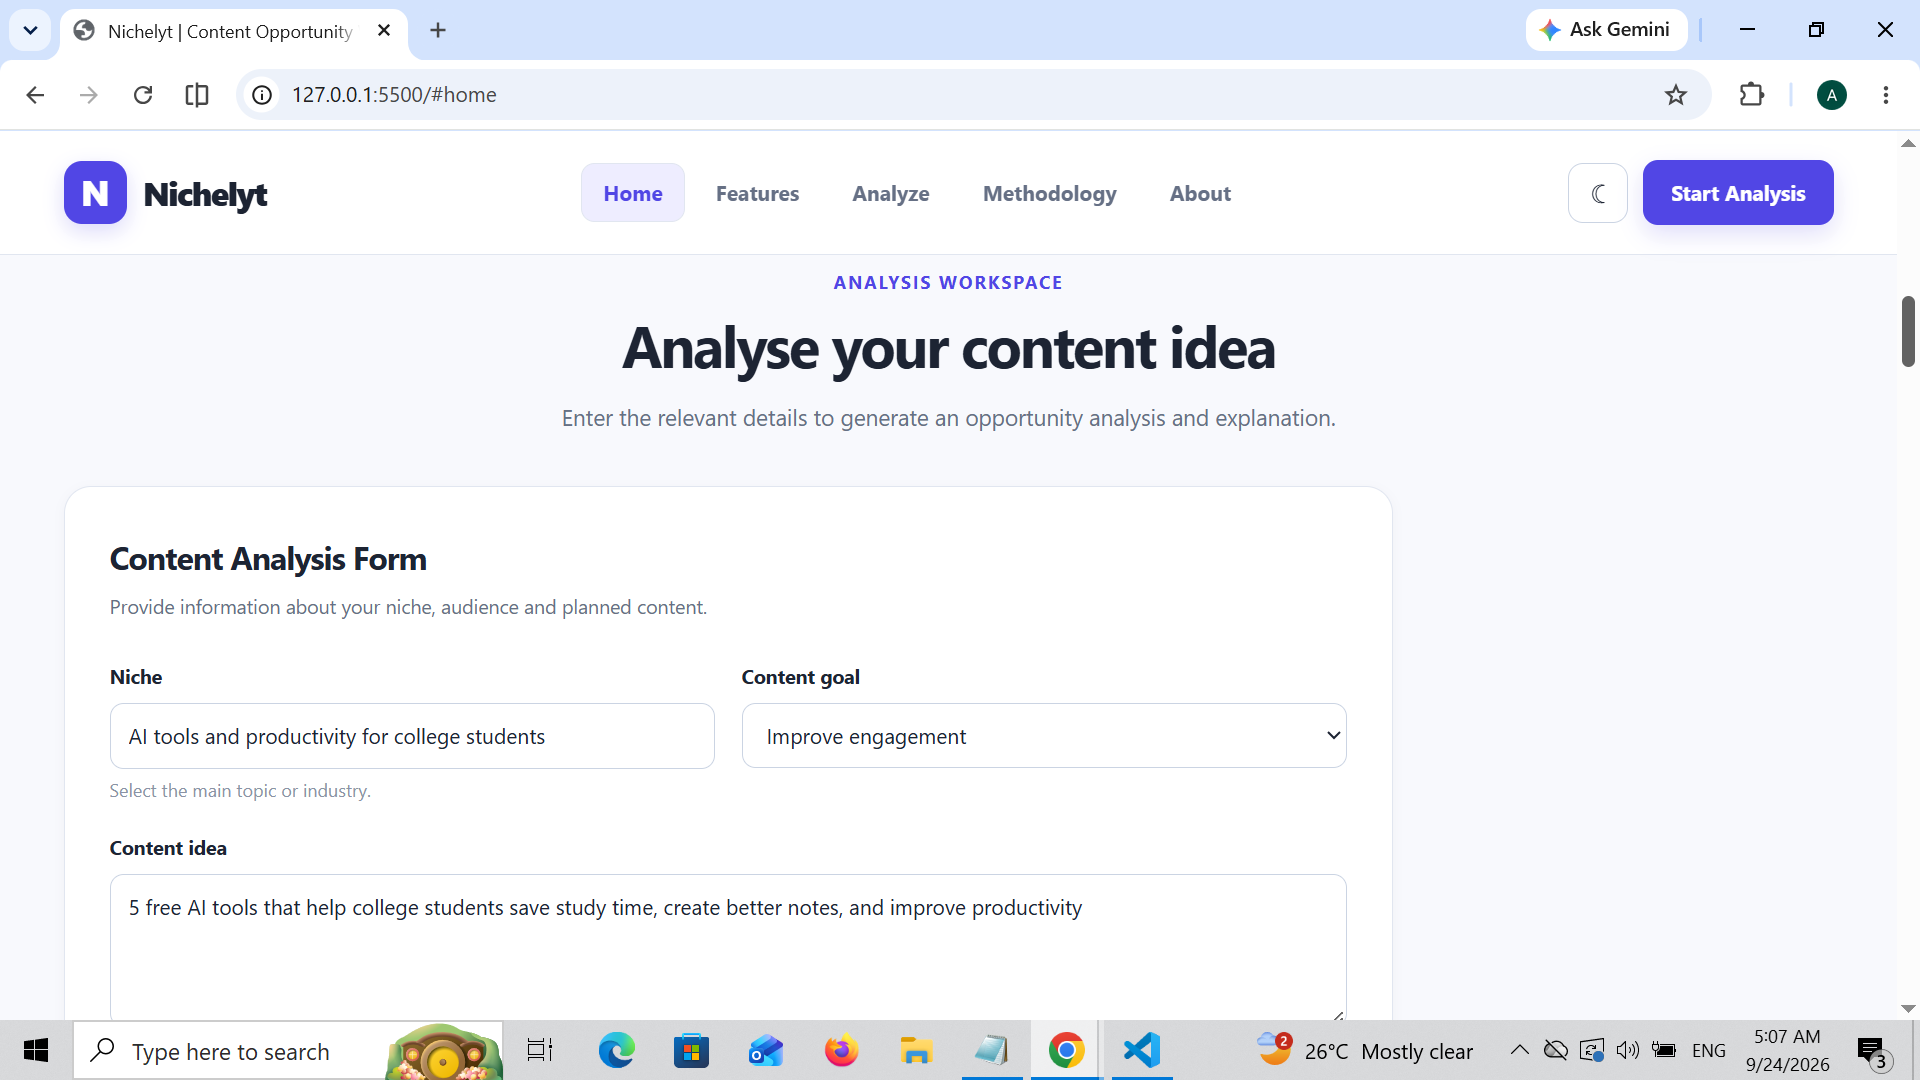 Nichelyt | Content Opportunity
Ask Gemini
127.0.0.1:5500/#home
A
N
Nichelyt
Home
Features
Analyze
Methodology
About
Start Analysis
ANALYSIS WORKSPACE
Analyse your content idea
Enter the relevant details to generate an opportunity analysis and explanation.
Content Analysis Form
Provide information about your niche, audience and planned content.
Niche
Content goal
AI tools and productivity for college students
Improve engagement
Select the main topic or industry.
Content idea
5 free AI tools that help college students save study time, create better notes, and improve productivity
Type here to search
2
26°C Mostly clear
ENG
5:07 AM
9/24/2026
3